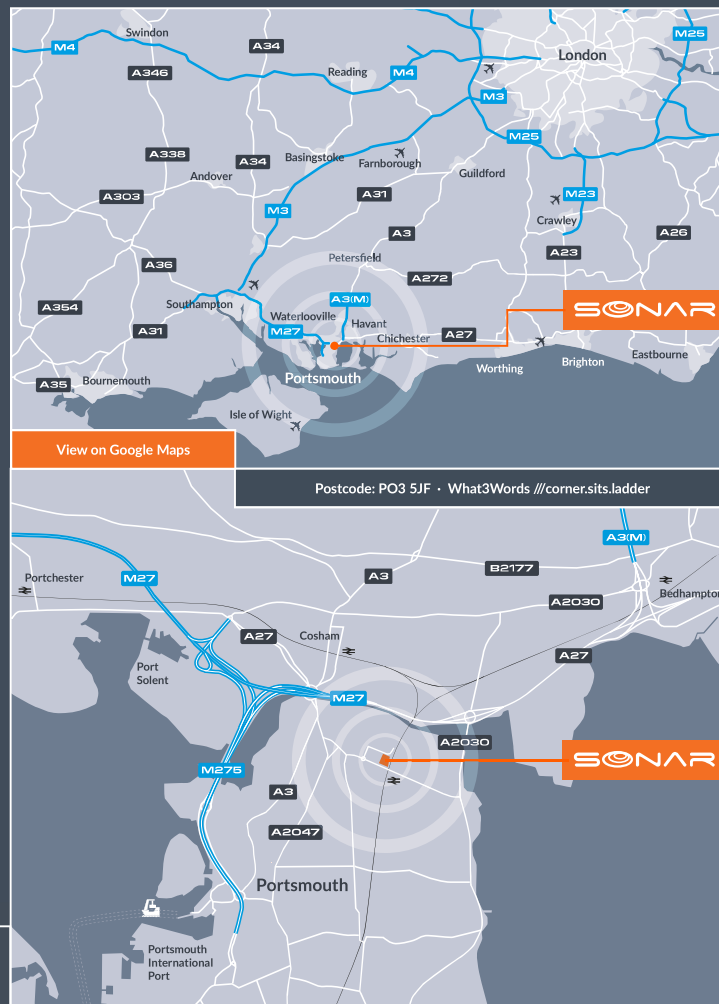 Swindon
M4
A34
M25
London
A346
Reading
M4
M3
M25
A338
A34
Basingstoke
Farnborough
Guildford
Andover
A303
A31
M23
M3
Crawley
A3
A26
A36
Petersfield
A23
A272
Southampton
A3(M)
A354
Waterlooville
SONAR
A31
M27
Havant
A27
Chichester
Eastbourne
Brighton
Worthing
A35
Bournemouth
Portsmouth
Isle of Wight
View on Google Maps
Postcode: PO3 5JF · What3Words ///corner.sits.ladder
A3(M)
B2177
Portchester
M27
A3
Bedhampton
A2030
A27
Cosham
A27
Port
Solent
M27
A2030
SONAR
M275
A3
A2047
Portsmouth
Portsmouth
International
Port